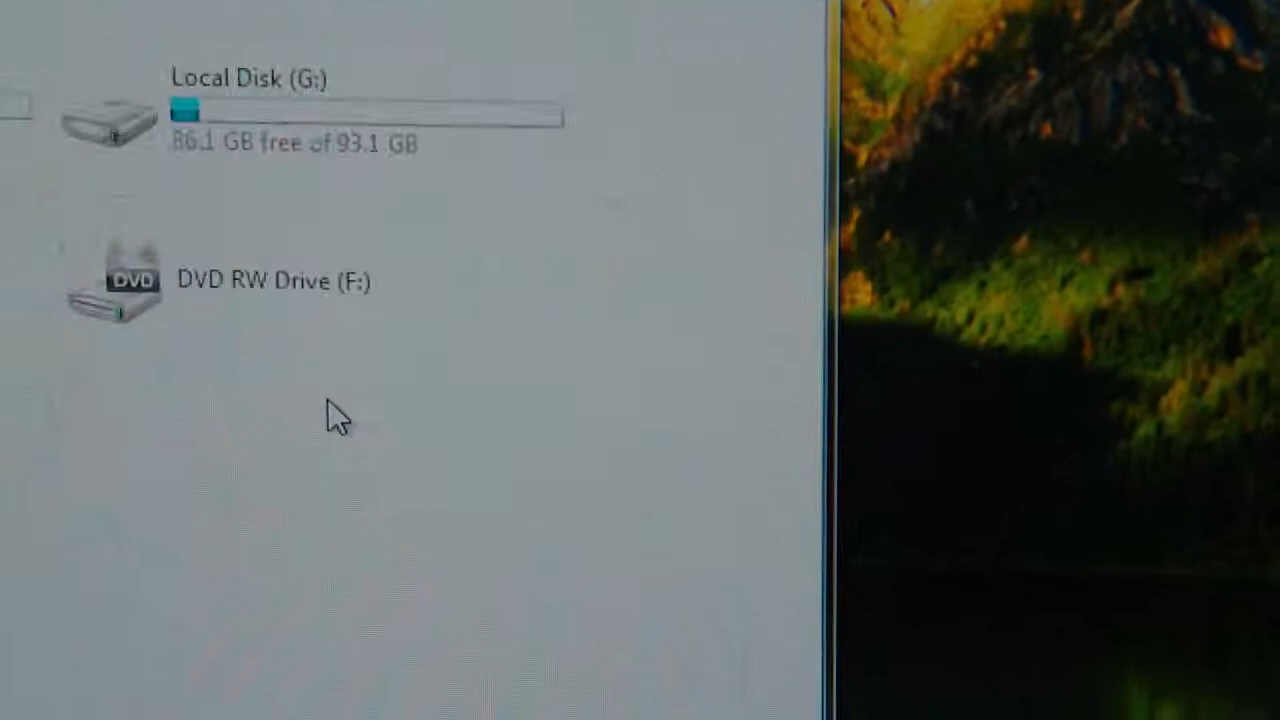 Local Disk (G:)
86.1 GB free of 93.1 GB
DVD
DVD RW Drive (F:)